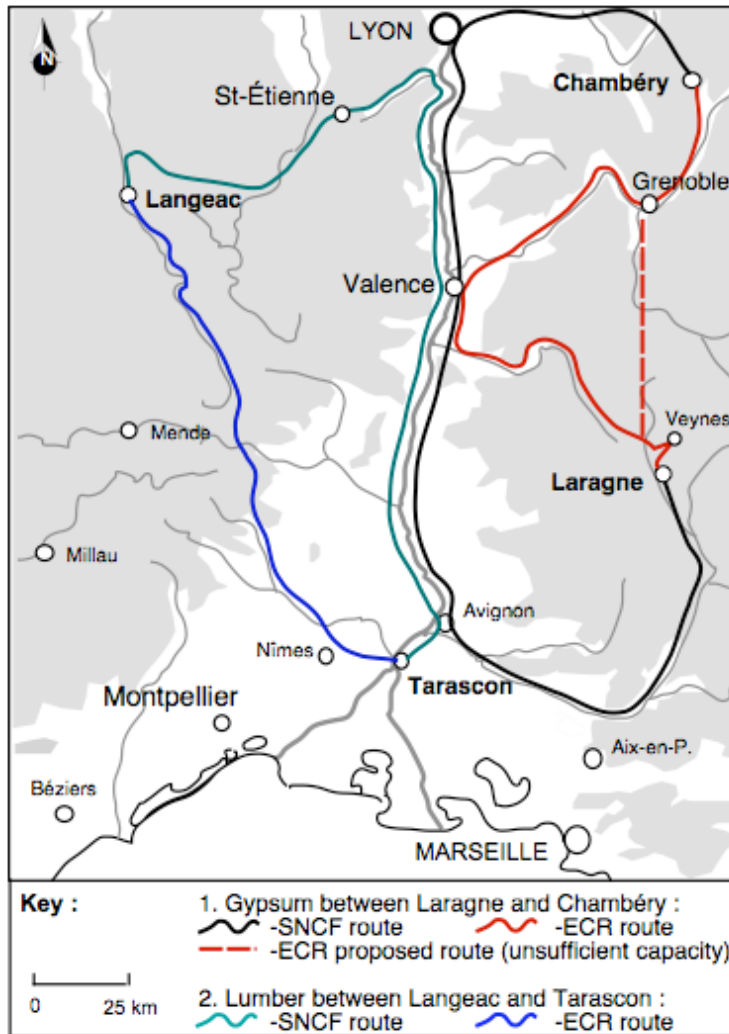 LYON
N
Chambéry
St-Étienne
Grenoble
Langeac
Valence
Veynes
Mende
Laragne
Millau
Avignon
Nîmes
Tarascon
Montpellier
Aix-en-P.
Béziers
MARSEILLE
Key :
1. Gypsum between Laragne and Chambéry :
-SNCF route -ECR route
-ECR proposed route (unsufficient capacity)
0 25 km
2. Lumber between Langeac and Tarascon :
-SNCF route -ECR route